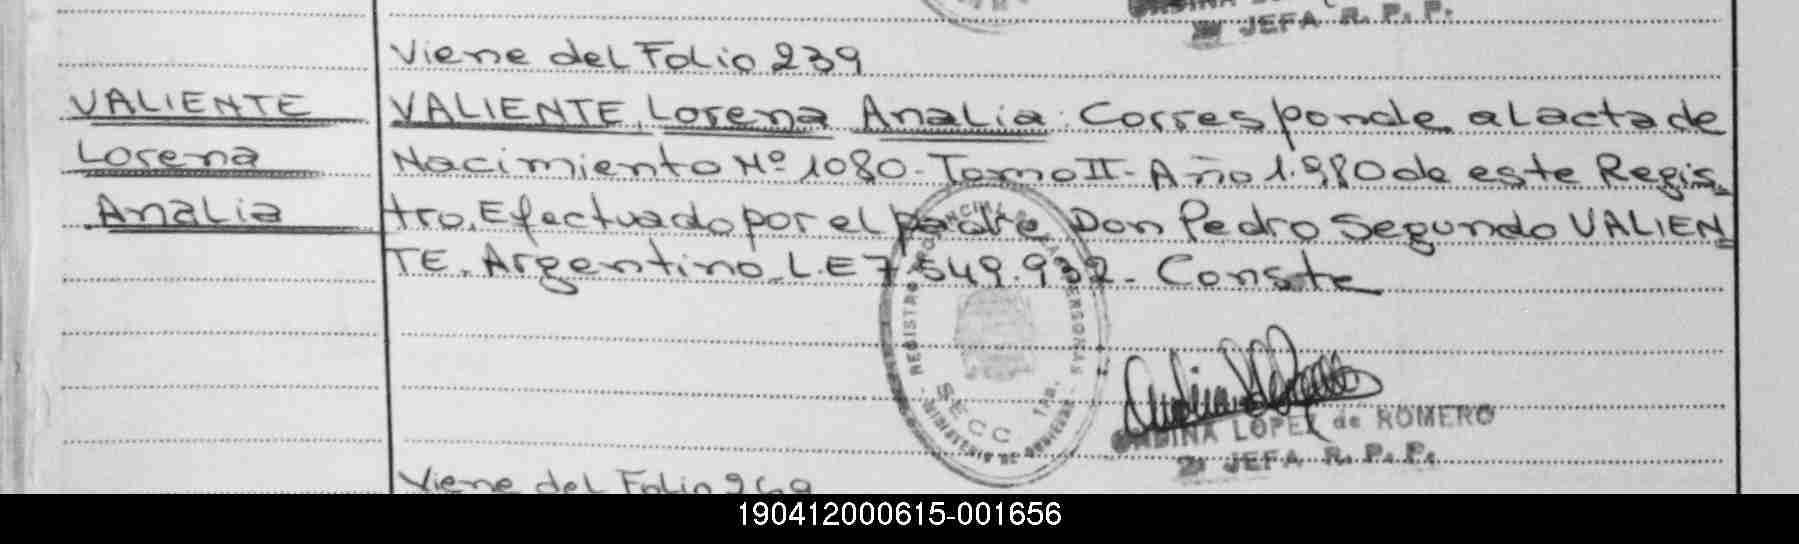 JEFA R. P. P.
Viene del Folio 239
VALIENTE
Lorena
Analia
VALIENTE, Lorena Analia. Corresponde al acta de
Nacimiento Nº 1080 - Tomo II - Año 1.980 de este Regis
tro. Efectuado por el padre Don Pedro Segundo VALIEN
TE. Argentino. L.E 7.549.932 - Conste
REGISTRO
SECC
LOPEZ de ROMERO
JEFA R. P. P.
Viene del Folio
190412000615-001656